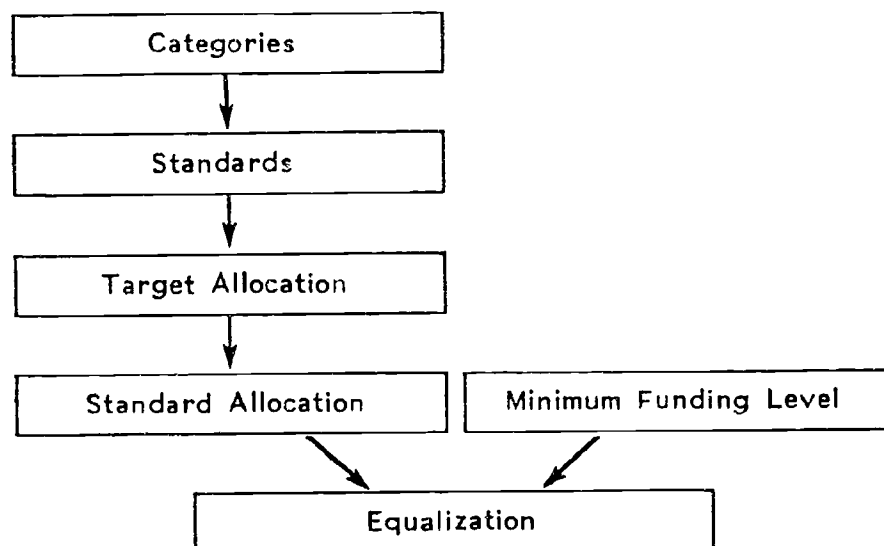 Categories
Standards
Target Allocation
Standard Allocation
Minimum Funding Level
Equalization